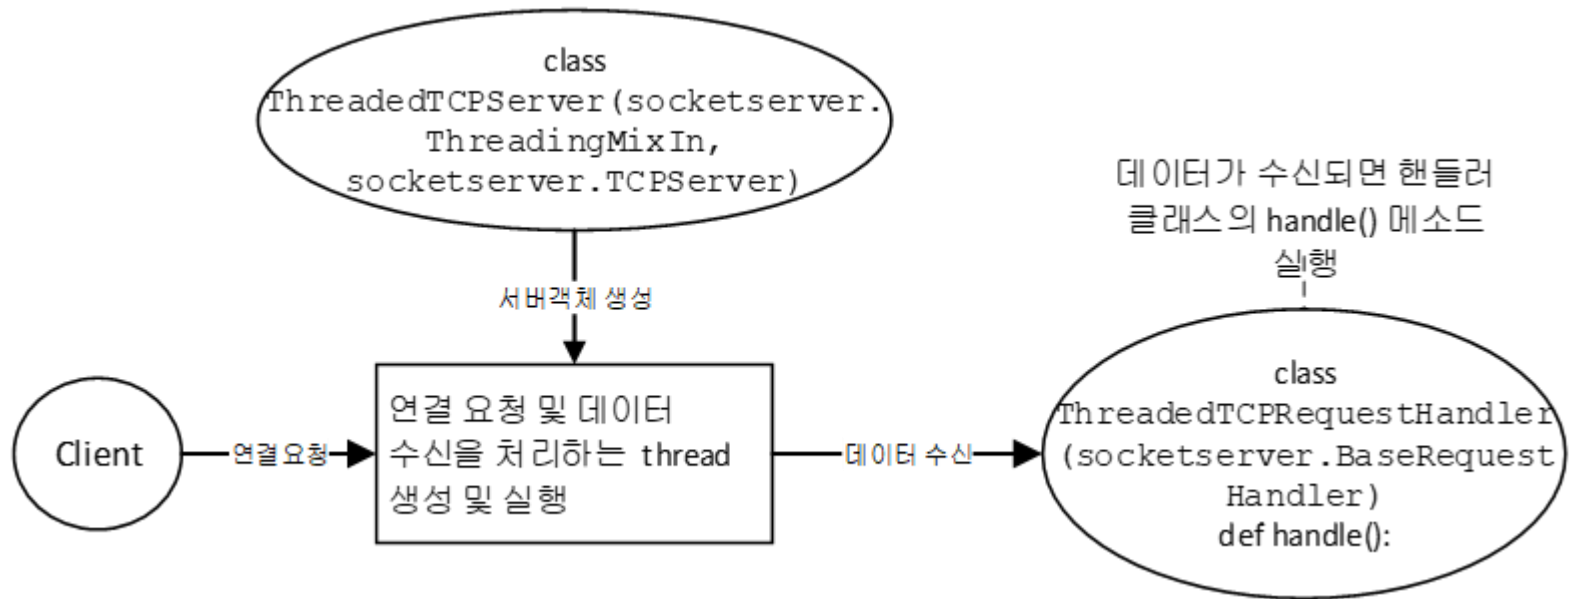 class
ThreadedTCPServer(socketserver.
ThreadingMixIn,
socketserver.TCPServer)
데이터가 수신되면 핸들러
클래스의 handle() 메소드
실행
서버객체 생성
Client
연결요청
연결 요청 및 데이터
수신을 처리하는 thread
생성 및 실행
데이터 수신
class
ThreadedTCPRequestHandler
(socketserver.BaseRequest
Handler)
def handle():